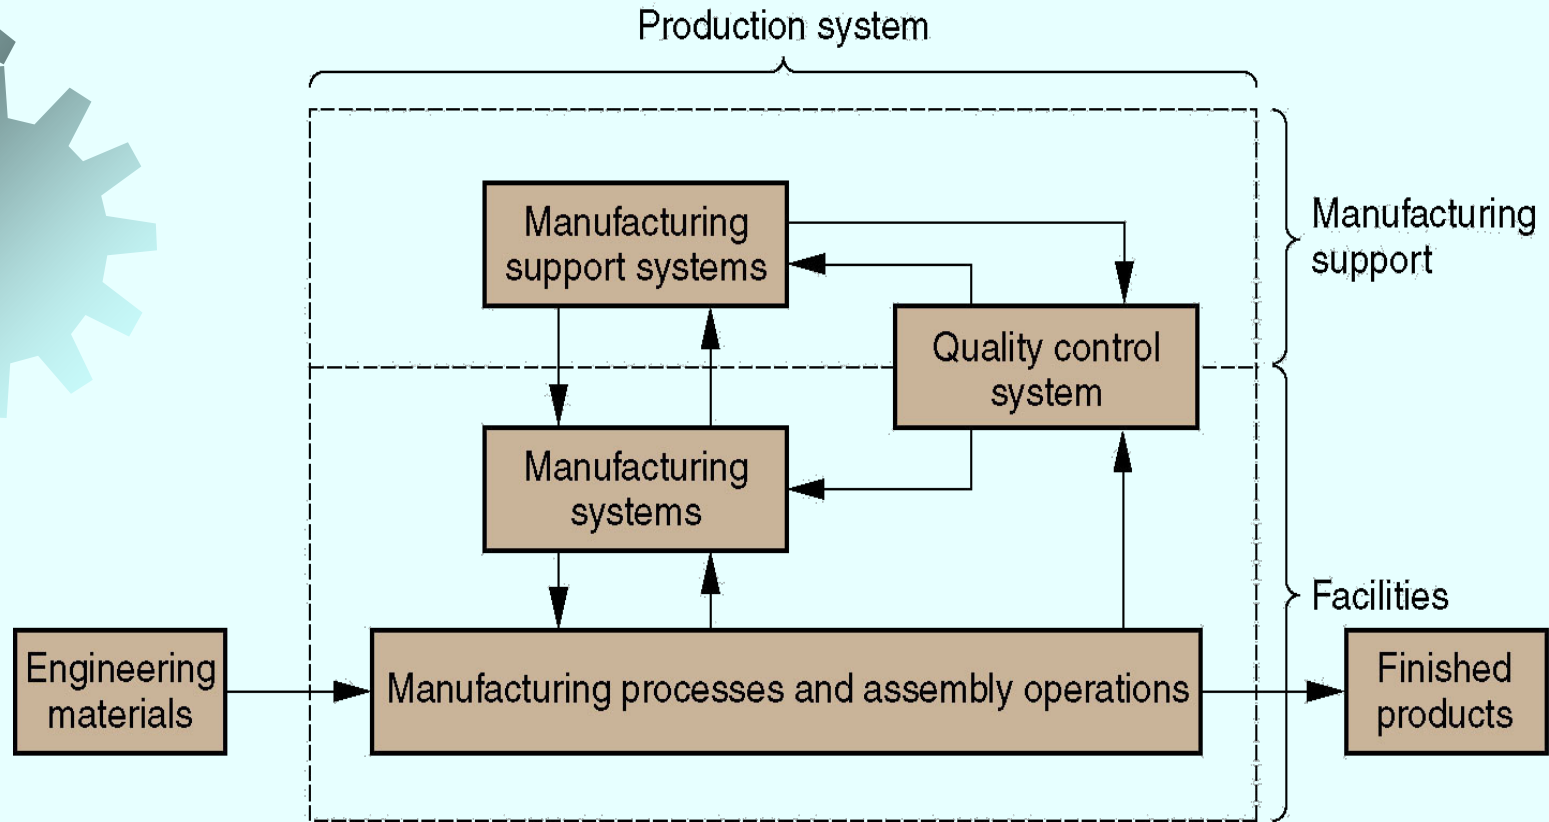 Production system
Manufacturing
support systems
Manufacturing
support
Quality control
system
Manufacturing
systems
Facilities
Engineering
materials
Manufacturing processes and assembly operations
Finished
products